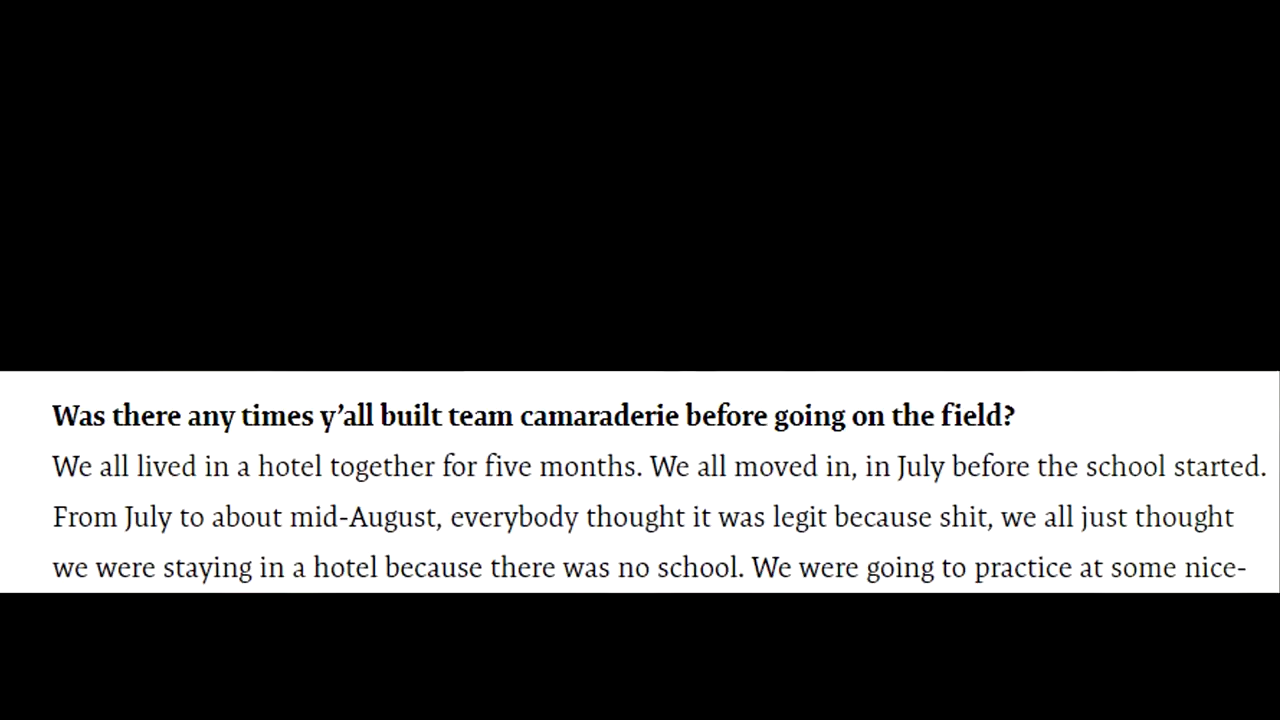 Was there any times y’all built team camaraderie before going on the field?
We all lived in a hotel together for five months. We all moved in, in July before the school started.
From July to about mid-August, everybody thought it was legit because shit, we all just thought
we were staying in a hotel because there was no school. We were going to practice at some nice-